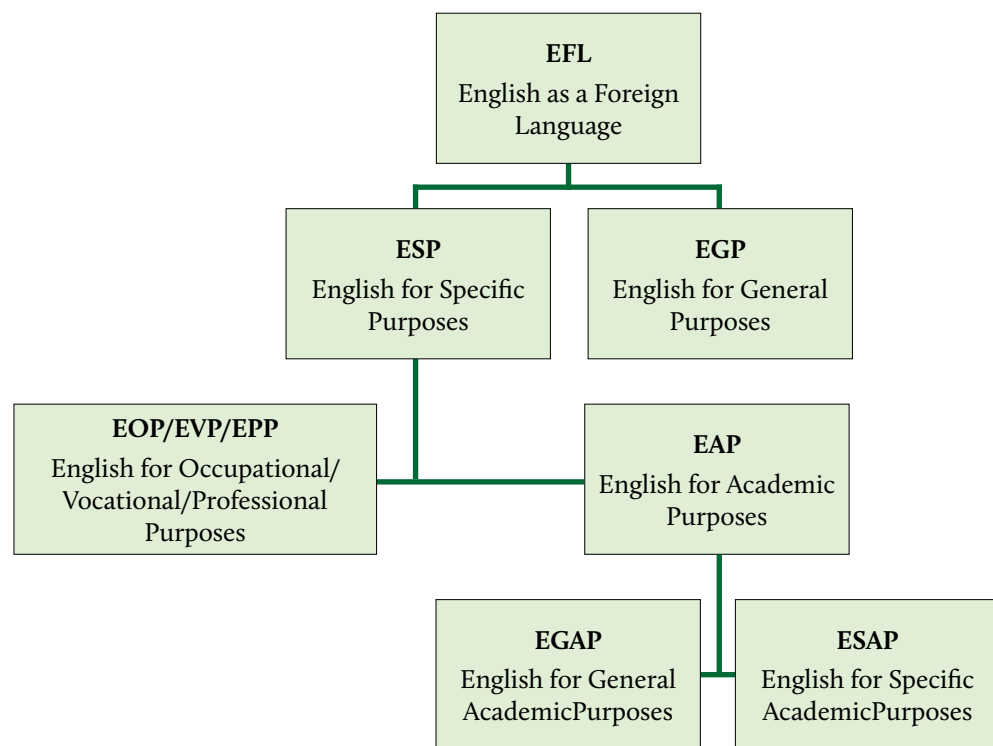 EFL
English as a Foreign
Language
ESP
English for Specific
Purposes
EGP
English for General
Purposes
EOP/EVP/EPP
English for Occupational/
Vocational/Professional
Purposes
EAP
English for Academic
Purposes
EGAP
English for General
AcademicPurposes
ESAP
English for Specific
AcademicPurposes